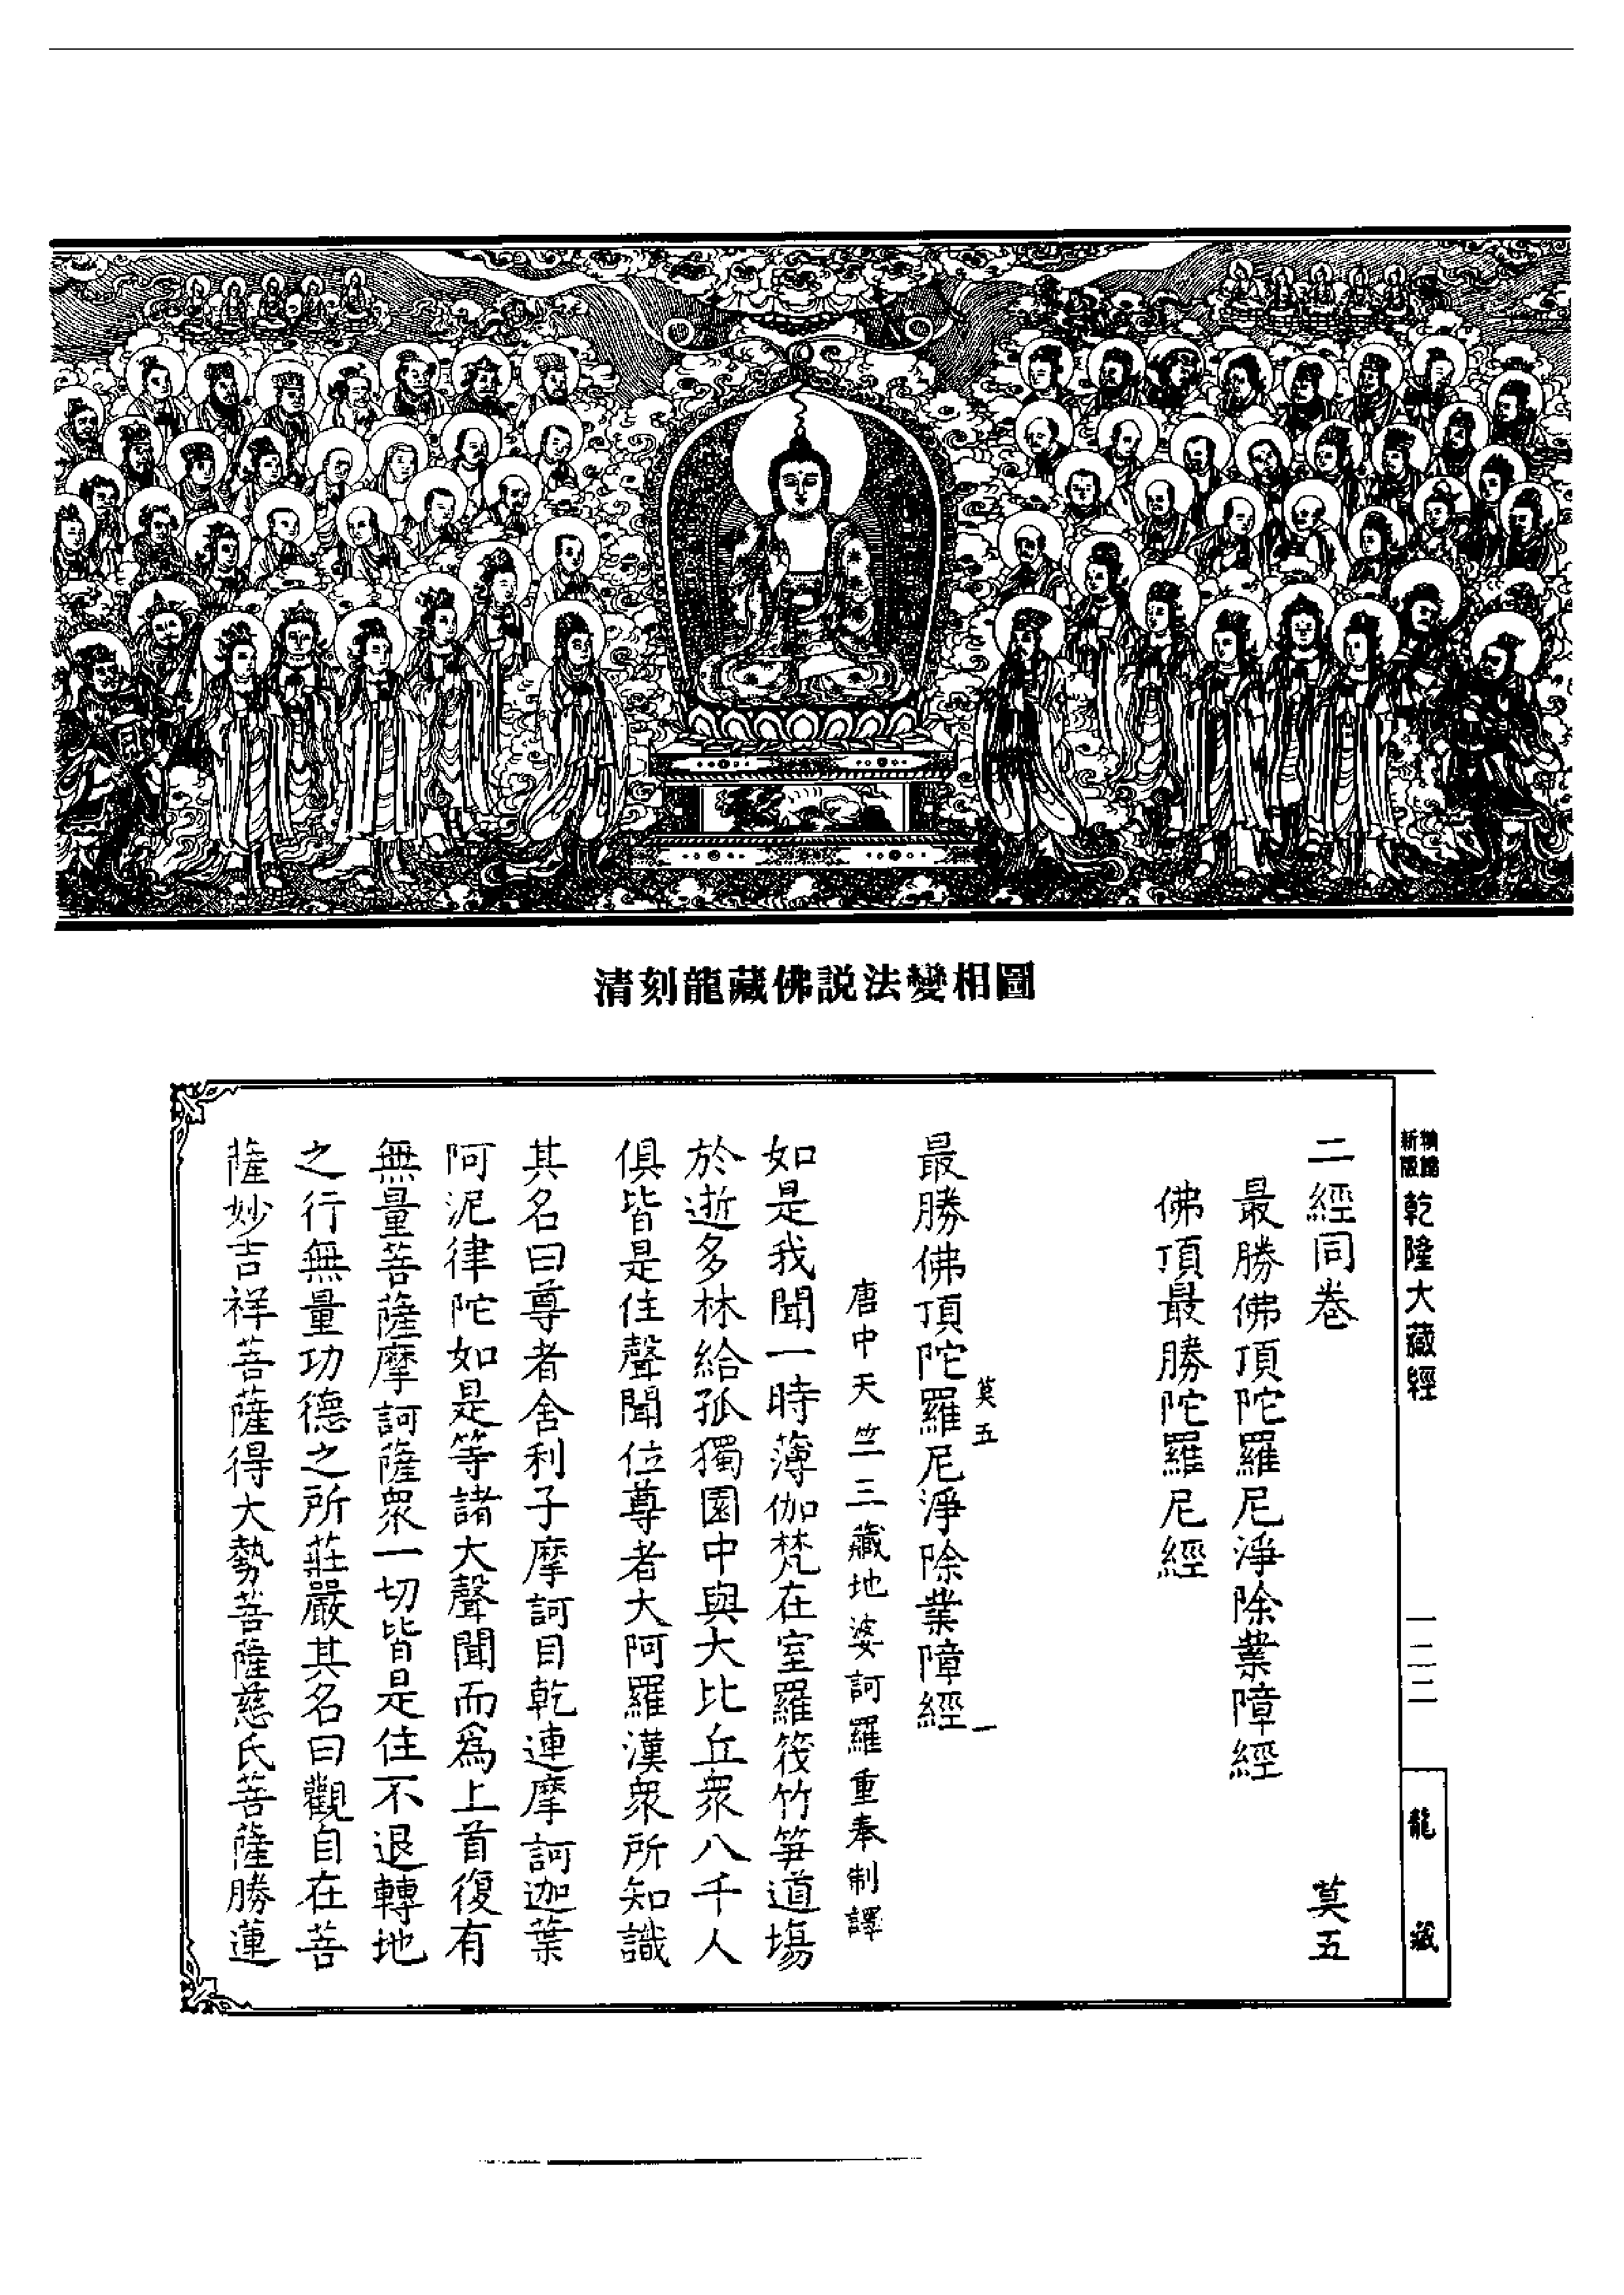 清刻龍藏佛説法變相圖
新版
精縮
乾隆大藏經
一二二
龍藏
二經同卷 莫五
最勝佛頂陀羅尼淨除業障經
佛頂最勝陀羅尼經
莫五 一
最勝佛頂陀羅尼淨除業障經
唐中天竺三藏地婆訶羅重奉制譯
如是我聞一時薄伽梵在室羅筏竹笋道場
於逝多林給孤獨園中與大比丘衆八千人
俱皆是住聲聞位尊者大阿羅漢衆所知識
其名曰尊者舍利子摩訶目乾連摩訶迦葉
阿泥律陀如是等諸大聲聞而爲上首復有
無量菩薩摩訶薩衆一切皆是住不退轉地
之行無量功德之所莊嚴其名曰觀自在菩
薩妙吉祥菩薩得大勢菩薩慈氏菩薩勝蓮